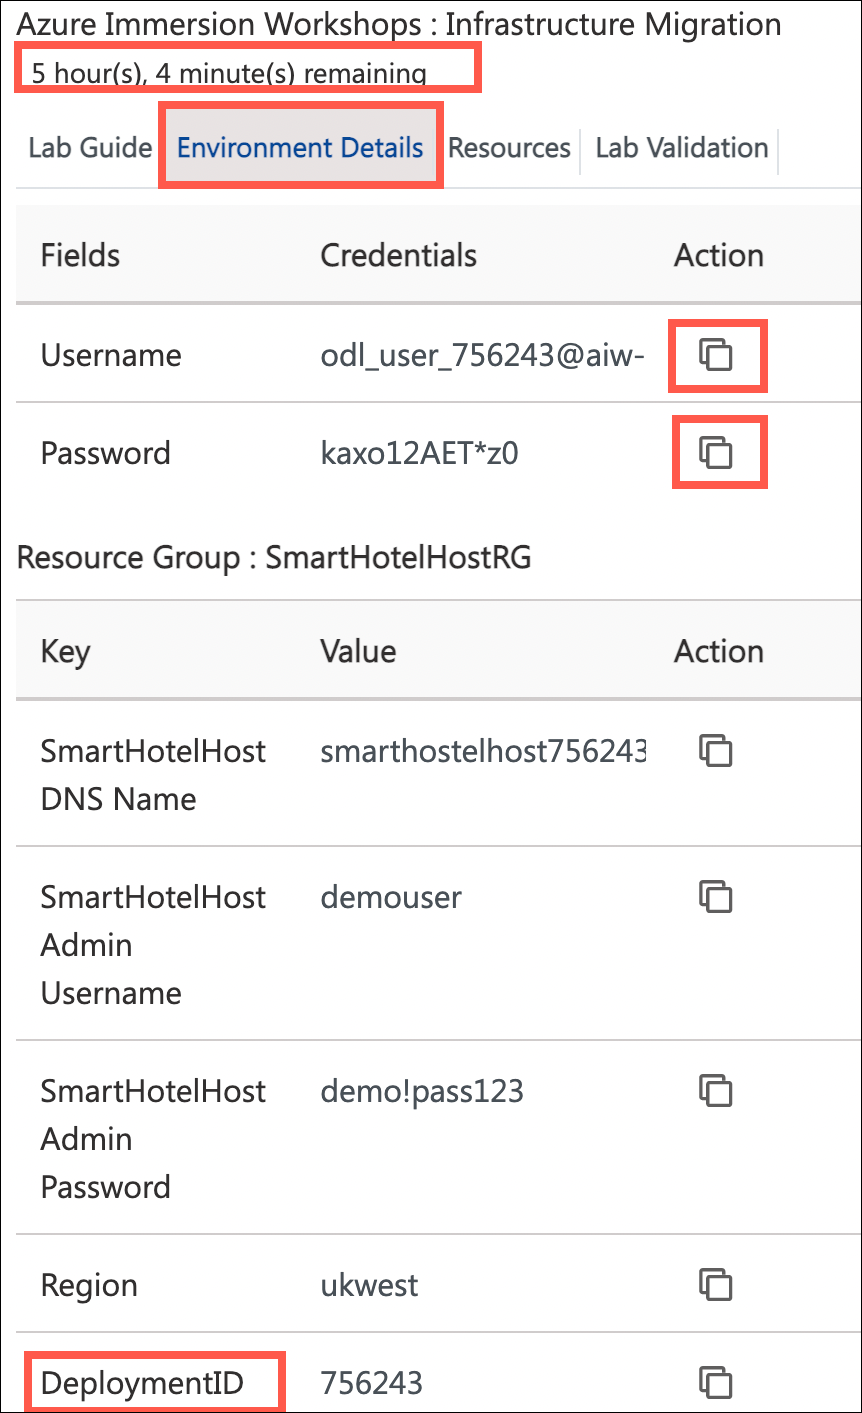 Azure Immersion Workshops : Infrastructure Migration
5 hour(s), 4 minute(s) remaining
Lab Guide Environment Details Resources Lab Validation
Fields Credentials Action
Username odl_user_756243@aiw-
Password kaxo12AET*z0
Resource Group : SmartHotelHostRG
Key Value Action
SmartHotelHost smarthostelhost756243
DNS Name
SmartHotelHost demouser
Admin
Username
SmartHotelHost demo!pass123
Admin
Password
Region ukwest
DeploymentID 756243